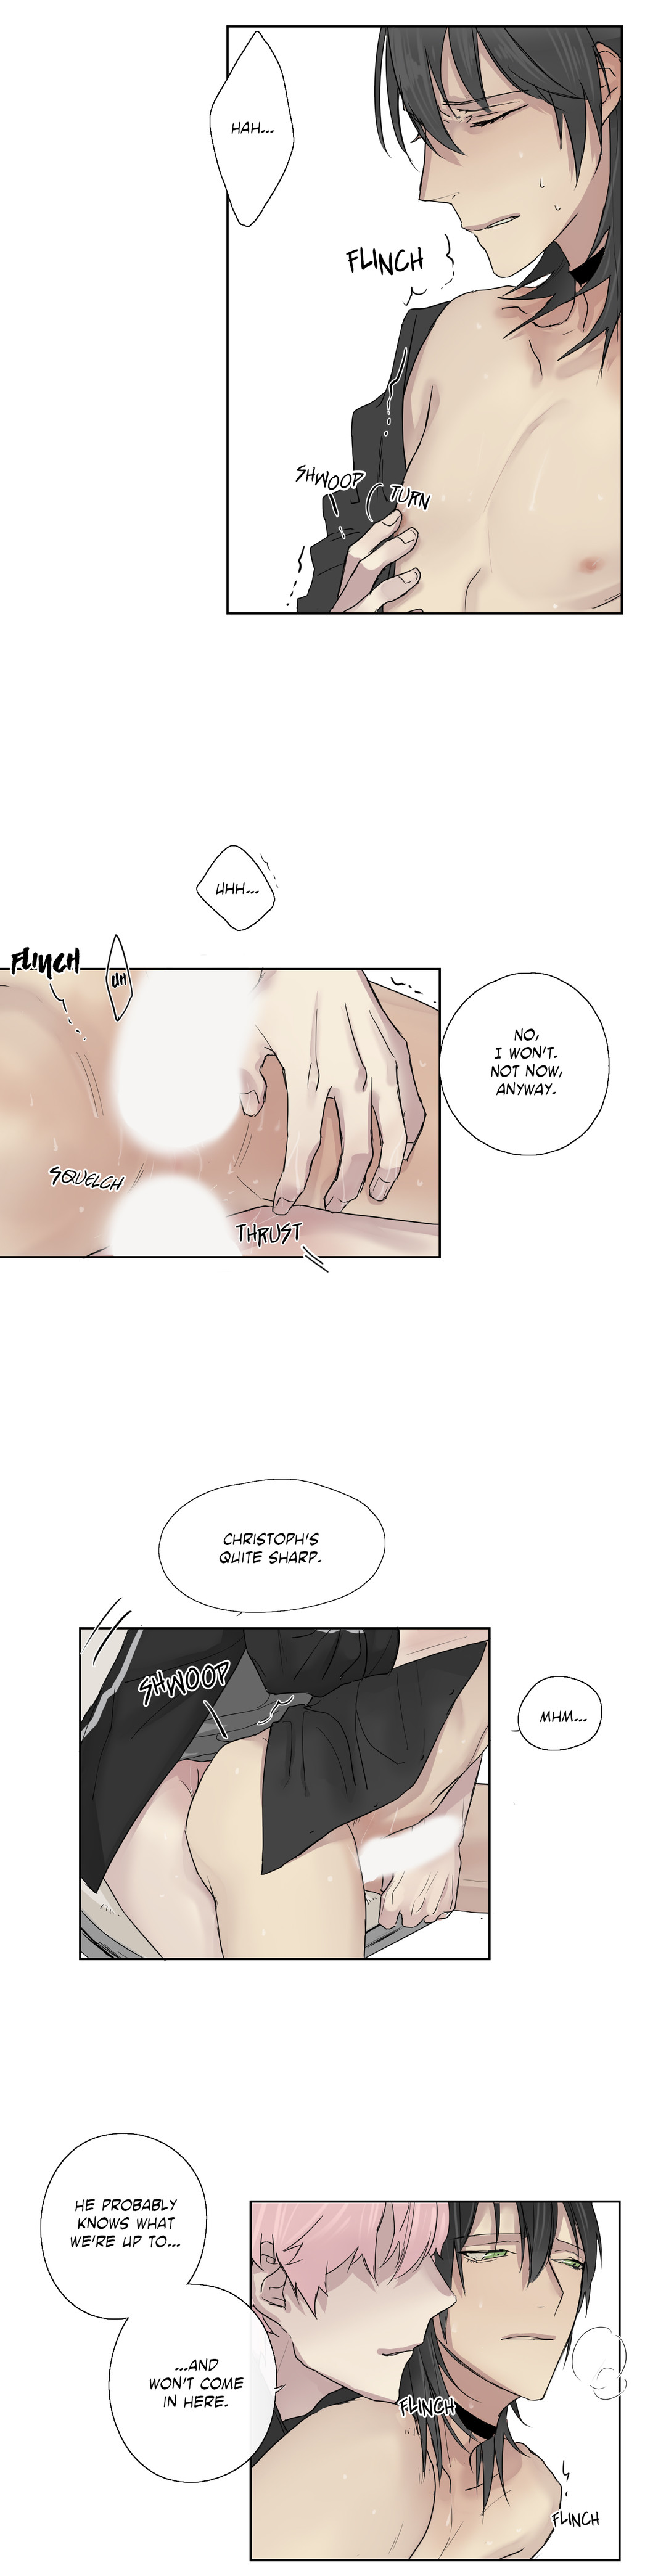 HAH...
FLINCH
SHWOOP
TURN
UHH...
FLINCH
UH
NO,
I WON'T.
NOT NOW,
ANYWAY.
SQUELCH
THRUST
CHRISTOPH'S
QUITE SHARP.
SHWOOP
MHM...
HE PROBABLY
KNOWS WHAT
WE'RE UP TO...
...AND
WON'T COME
IN HERE.
FLINCH
FLINCH